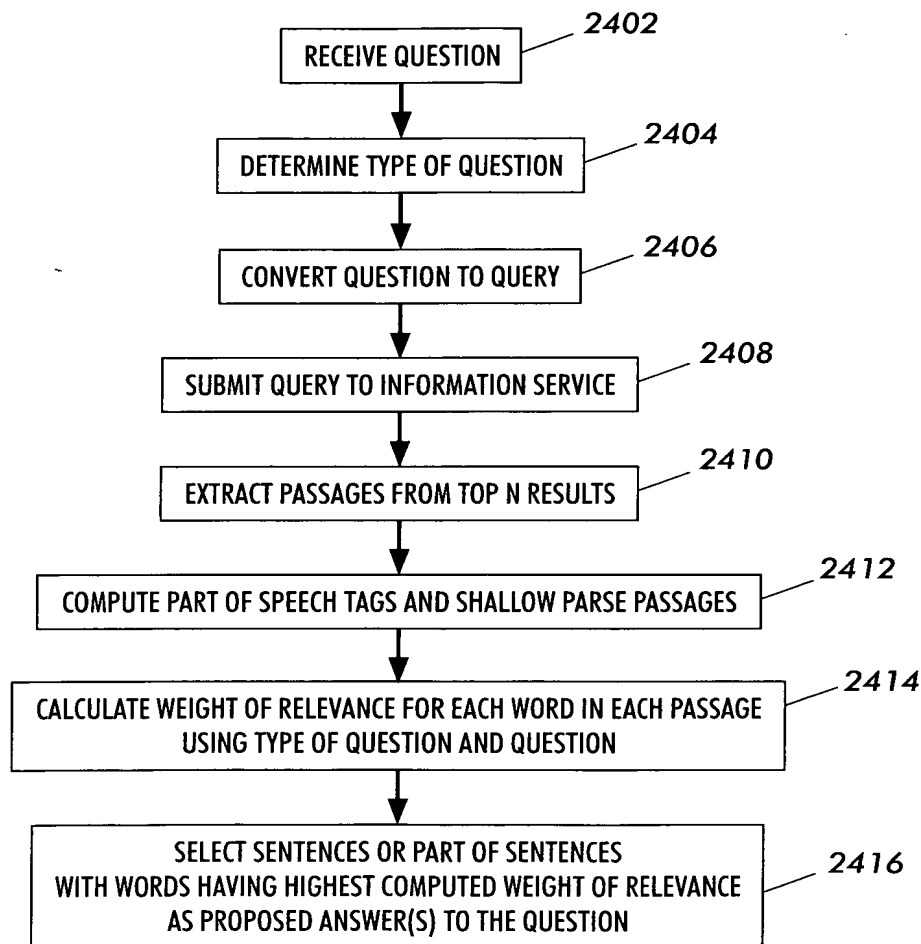 2402
RECEIVE QUESTION
2404
DETERMINE TYPE OF QUESTION
2406
CONVERT QUESTION TO QUERY
2408
SUBMIT QUERY TO INFORMATION SERVICE
2410
EXTRACT PASSAGES FROM TOP N RESULTS
2412
COMPUTE PART OF SPEECH TAGS AND SHALLOW PARSE PASSAGES
2414
CALCULATE WEIGHT OF RELEVANCE FOR EACH WORD IN EACH PASSAGE
USING TYPE OF QUESTION AND QUESTION
2416
SELECT SENTENCES OR PART OF SENTENCES
WITH WORDS HAVING HIGHEST COMPUTED WEIGHT OF RELEVANCE
AS PROPOSED ANSWER(S) TO THE QUESTION